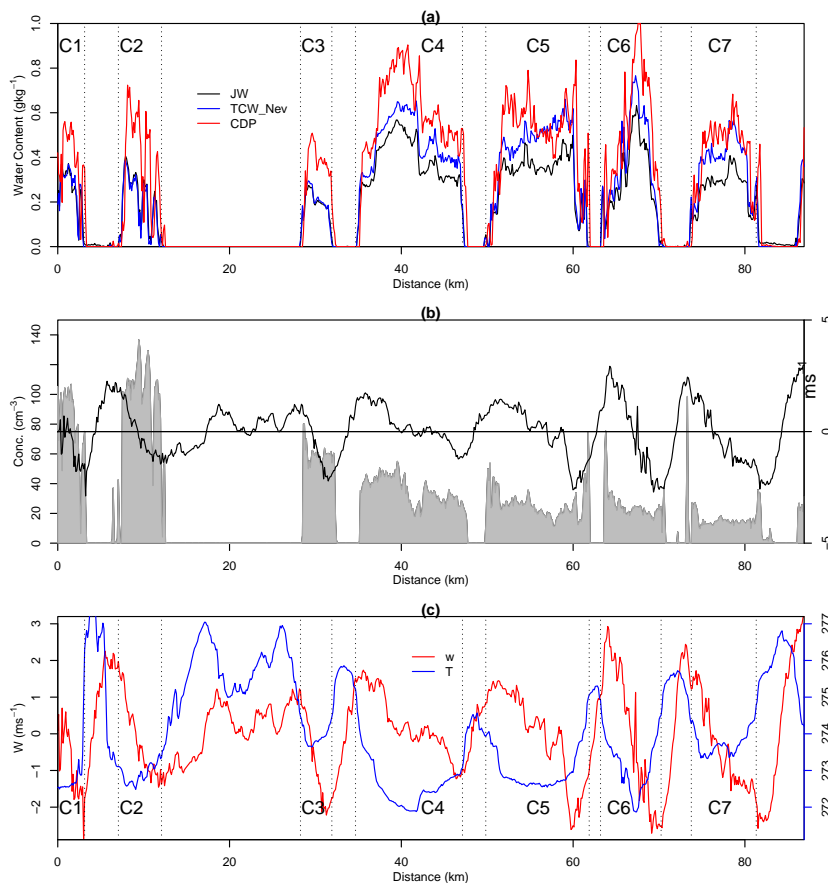 (a)
C1 C2 C3 C4 C5 C6 C7
JW
TCW_Nev
CDP
Water Content (gkg⁻¹)
0.0 0.2 0.4 0.6 0.8 1.0
0 20 40 60 80
Distance (km)
(b)
Conc. (cm⁻³)
0 20 40 60 80 100 140
-5 0 5
ms⁻¹
0 20 40 60 80
Distance (km)
(c)
w
T
W (ms⁻¹)
-2 -1 0 1 2 3
272 273 274 275 276 277
C1 C2 C3 C4 C5 C6 C7
0 20 40 60 80
Distance (km)